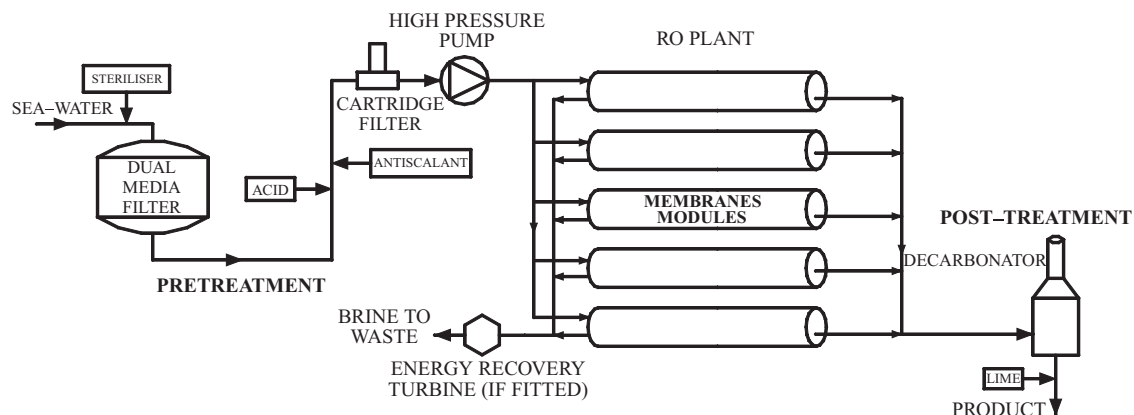 HIGH PRESSURE
PUMP
RO PLANT
STERILISER
SEA–WATER
CARTRIDGE
FILTER
DUAL
MEDIA
FILTER
ANTISCALANT
ACID
MEMBRANES
MODULES
POST–TREATMENT
DECARBONATOR
PRETREATMENT
BRINE TO
WASTE
ENERGY RECOVERY
TURBINE (IF FITTED)
LIME
PRODUCT